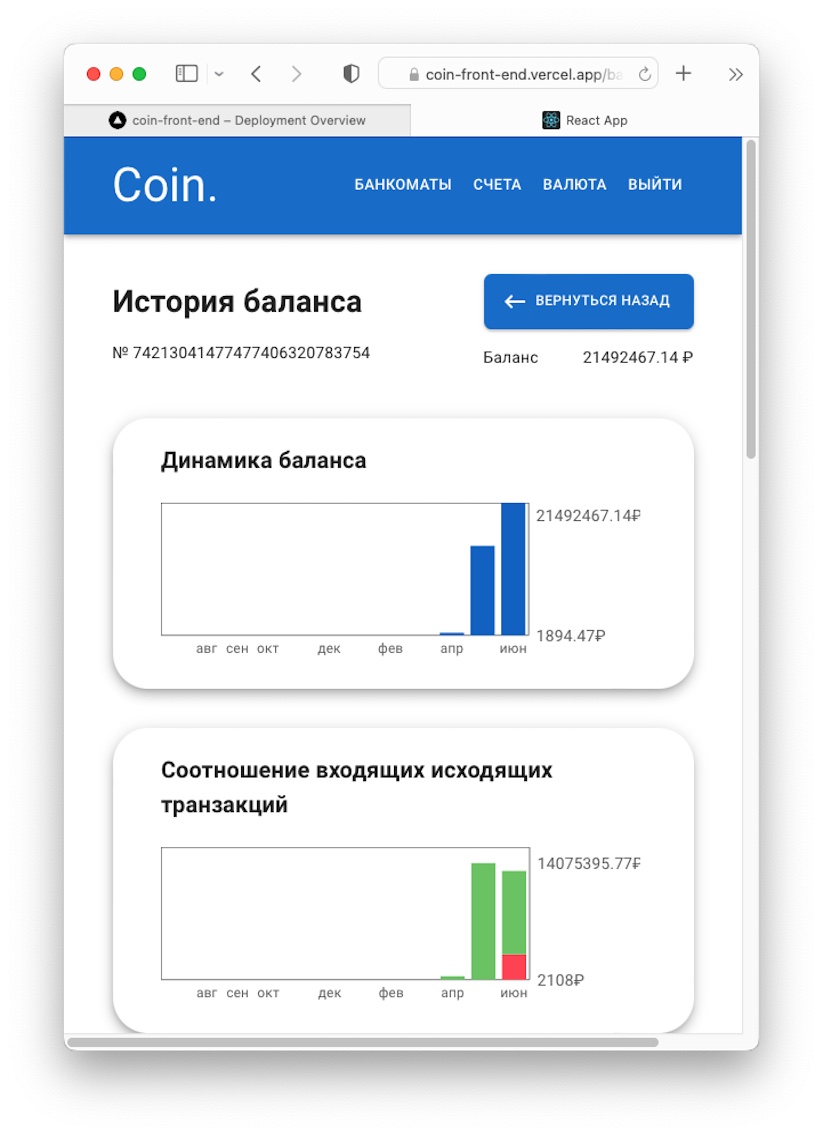 coin-front-end.vercel.app/ba
coin-front-end – Deployment Overview
React App
Coin.
БАНКОМАТЫ СЧЕТА ВАЛЮТА ВЫЙТИ
История баланса
ВЕРНУТЬСЯ НАЗАД
№ 74213041477477406320783754
Баланс 21492467.14 ₽
Динамика баланса
21492467.14₽
1894.47₽
авг сен окт дек фев апр июн
Соотношение входящих исходящих
транзакций
14075395.77₽
2108₽
авг сен окт дек фев апр июн